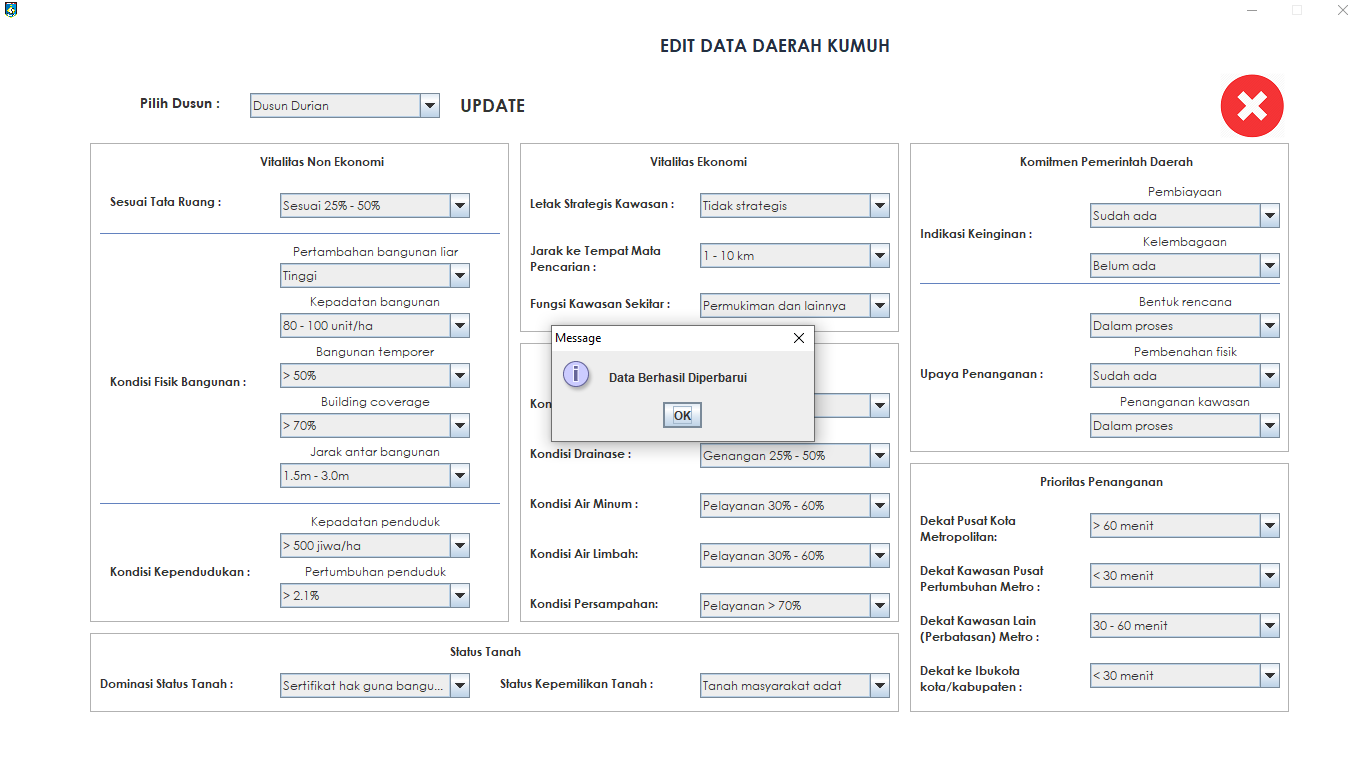 EDIT DATA DAERAH KUMUH
Pilih Dusun :
Dusun Durian
UPDATE
Vitalitas Non Ekonomi
Sesuai Tata Ruang :
Sesuai 25% - 50%
Pertambahan bangunan liar
Tinggi
Kepadatan bangunan
80 - 100 unit/ha
Bangunan temporer
Kondisi Fisik Bangunan :
> 50%
Building coverage
> 70%
Jarak antar bangunan
1.5m - 3.0m
Kepadatan penduduk
> 500 jiwa/ha
Kondisi Kependudukan :
Pertumbuhan penduduk
> 2.1%
Vitalitas Ekonomi
Letak Strategis Kawasan :
Tidak strategis
Jarak ke Tempat Mata
Pencarian :
1 - 10 km
Fungsi Kawasan Sekitar :
Permukiman dan lainnya
Message
Data Berhasil Diperbarui
OK
Kon
Kondisi Drainase :
Genangan 25% - 50%
Kondisi Air Minum :
Pelayanan 30% - 60%
Kondisi Air Limbah:
Pelayanan 30% - 60%
Kondisi Persampahan:
Pelayanan > 70%
Komitmen Pemerintah Daerah
Pembiayaan
Sudah ada
Indikasi Keinginan :
Kelembagaan
Belum ada
Bentuk rencana
Dalam proses
Pembenahan fisik
Upaya Penanganan :
Sudah ada
Penanganan kawasan
Dalam proses
Prioritas Penanganan
Dekat Pusat Kota
Metropolitan:
> 60 menit
Dekat Kawasan Pusat
Pertumbuhan Metro :
< 30 menit
Dekat Kawasan Lain
(Perbatasan) Metro :
30 - 60 menit
Dekat ke Ibukota
kota/kabupaten :
< 30 menit
Status Tanah
Dominasi Status Tanah :
Sertifikat hak guna bangu...
Status Kepemilikan Tanah :
Tanah masyarakat adat